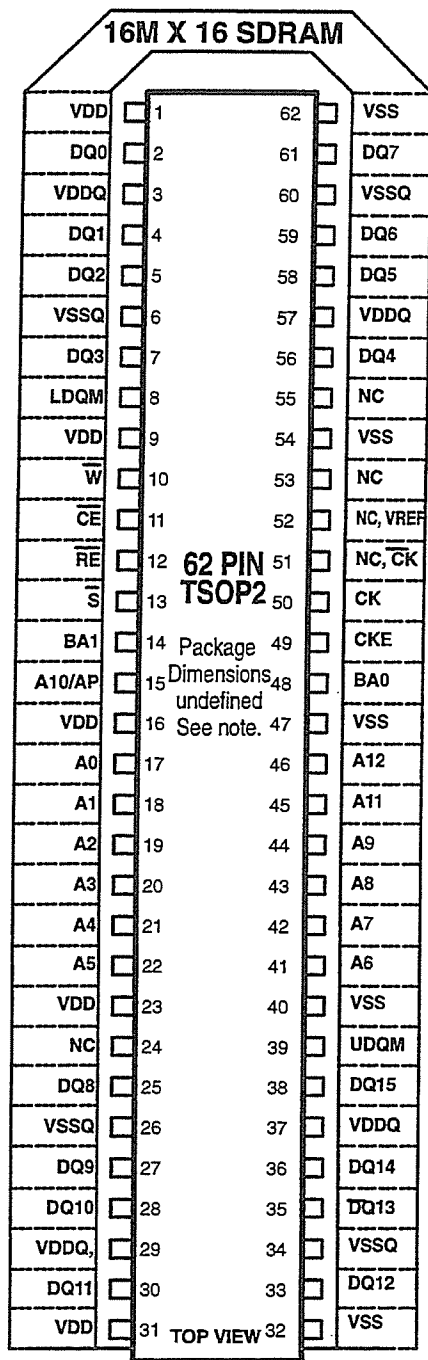 16M X 16 SDRAM
VDD 1 62 VSS
DQ0 2 61 DQ7
VDDQ 3 60 VSSQ
DQ1 4 59 DQ6
DQ2 5 58 DQ5
VSSQ 6 57 VDDQ
DQ3 7 56 DQ4
LDQM 8 55 NC
VDD 9 54 VSS
W̅ 10 53 NC
C̅E̅ 11 52 NC, VREF
R̅E̅ 12 51 NC, C̅K̅
S̅ 13 50 CK
62 PIN
TSOP2
BA1 14 49 CKE
A10/AP 15 48 BA0
VDD 16 47 VSS
Package
Dimensions
undefined
See note.
A0 17 46 A12
A1 18 45 A11
A2 19 44 A9
A3 20 43 A8
A4 21 42 A7
A5 22 41 A6
VDD 23 40 VSS
NC 24 39 UDQM
DQ8 25 38 DQ15
VSSQ 26 37 VDDQ
DQ9 27 36 DQ14
DQ10 28 35 D̅Q13
VDDQ, 29 34 VSSQ
DQ11 30 33 DQ12
VDD 31 TOP VIEW 32 VSS